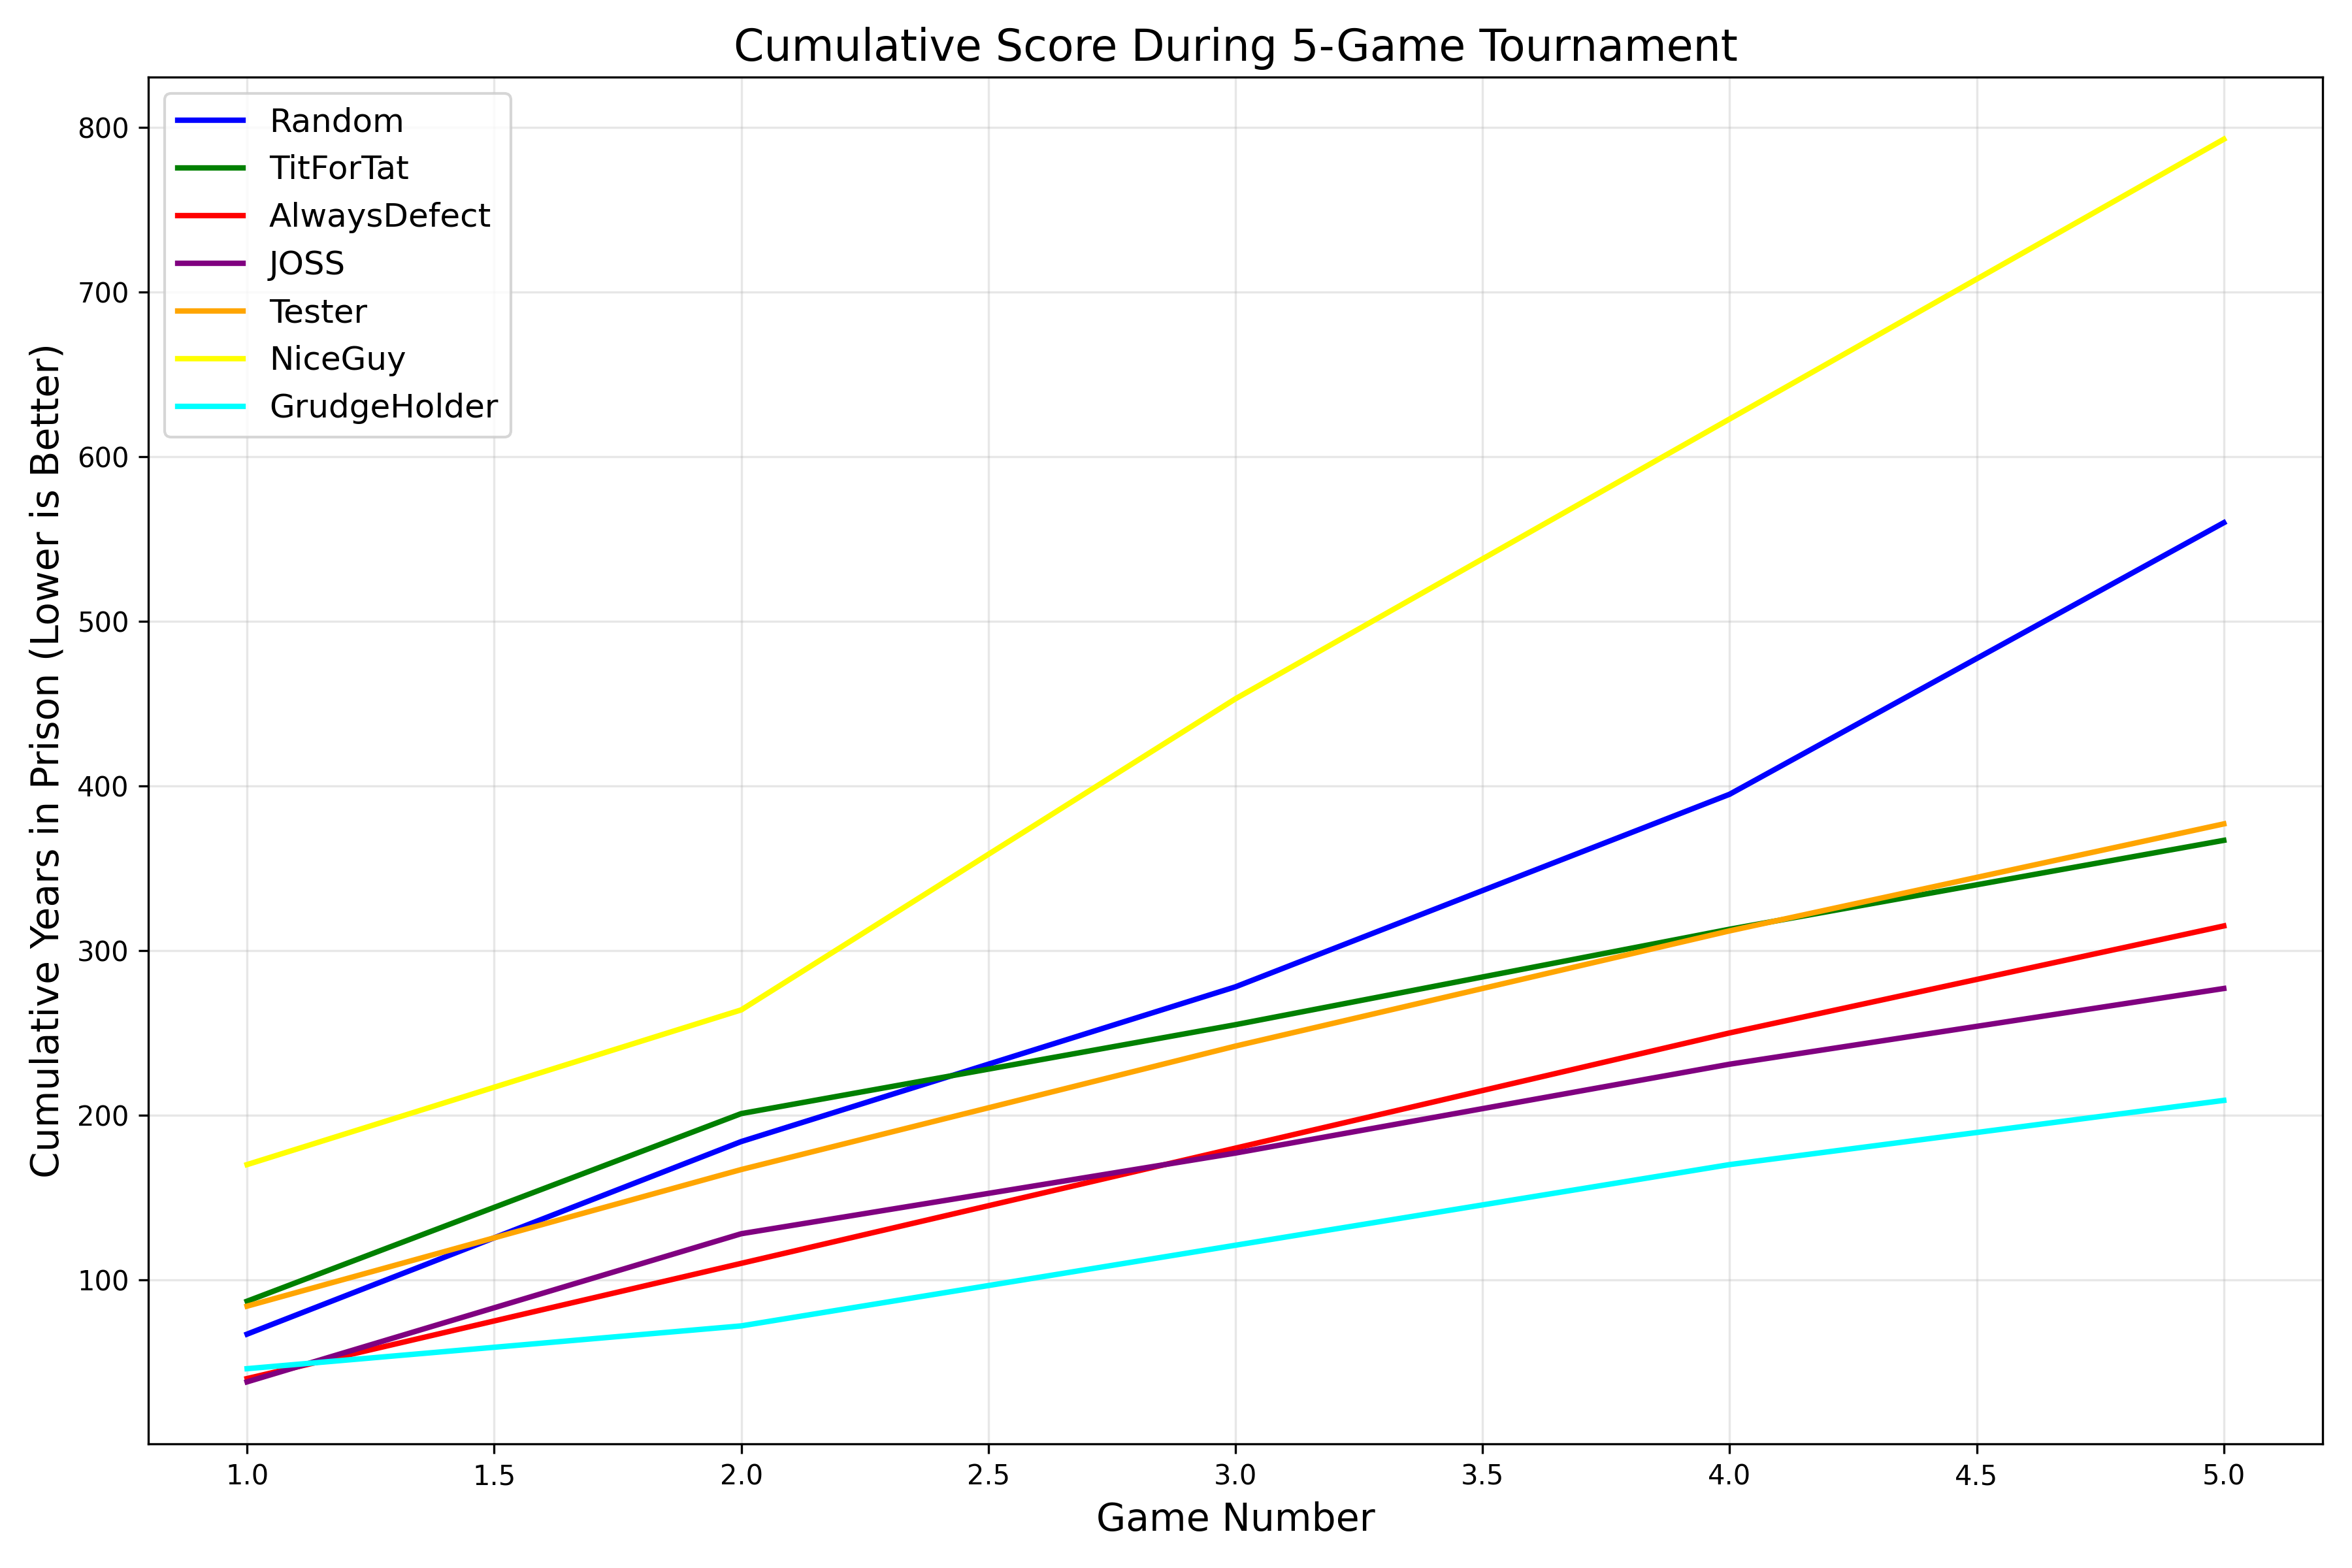 Cumulative Score During 5-Game Tournament
Cumulative Years in Prison (Lower is Better)
800
700
600
500
400
300
200
100
Random
TitForTat
AlwaysDefect
JOSS
Tester
NiceGuy
GrudgeHolder
1.0 1.5 2.0 2.5 3.0 3.5 4.0 4.5 5.0
Game Number